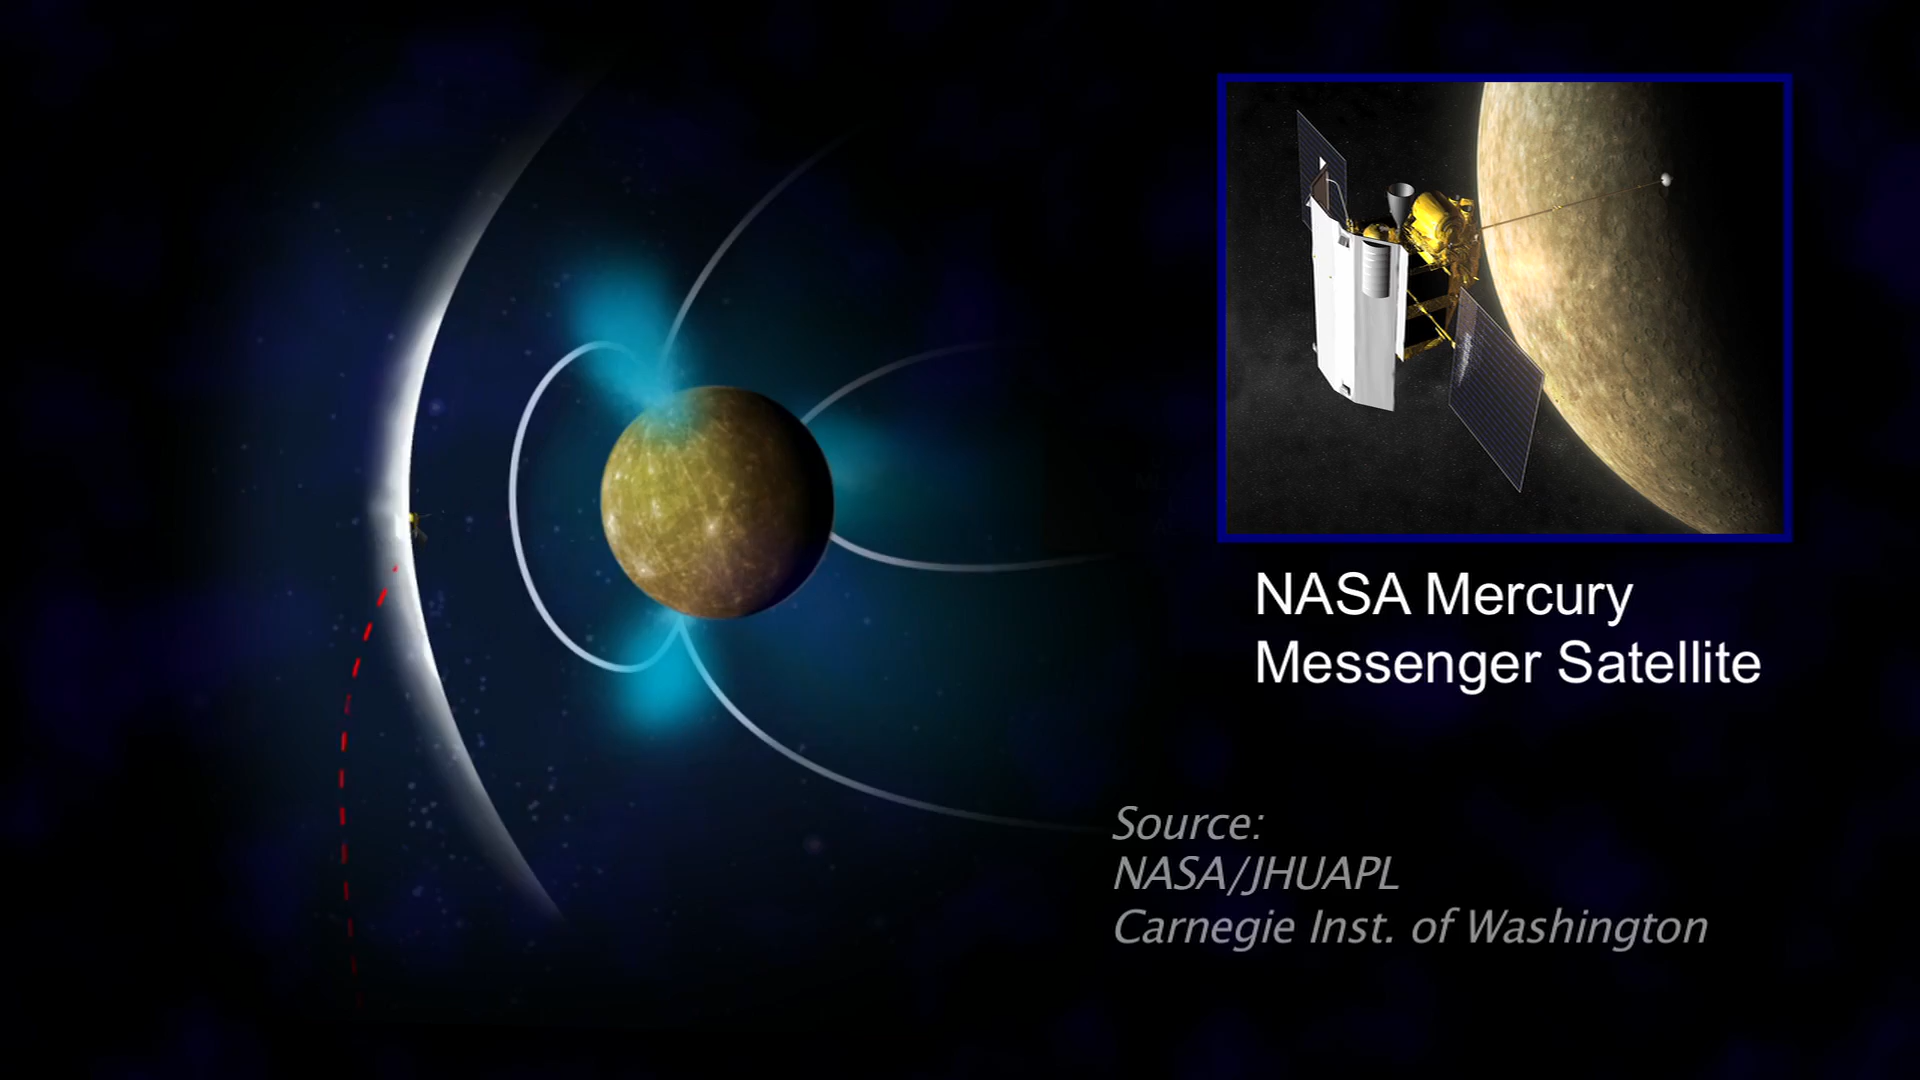 NASA Mercury
Messenger Satellite
Source:
NASA/JHUAPL
Carnegie Inst. of Washington